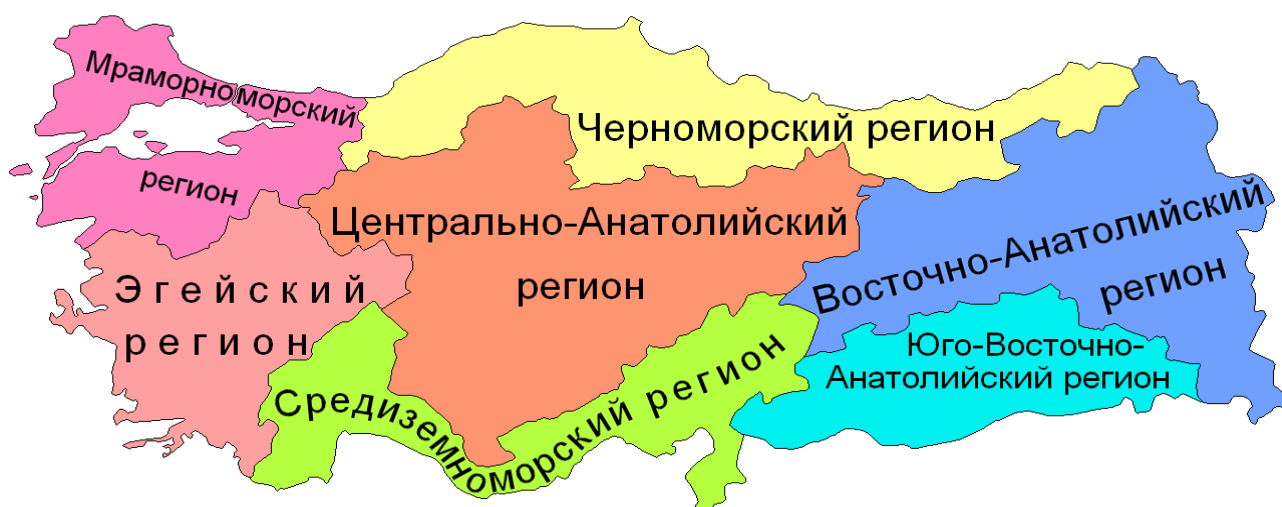 Мраморноморский
регион
Черноморский регион
Центрально-Анатолийский
регион
Восточно-Анатолийский
регион
Эгейский
регион
Юго-Восточно-
Анатолийский регион
Средиземноморский регион